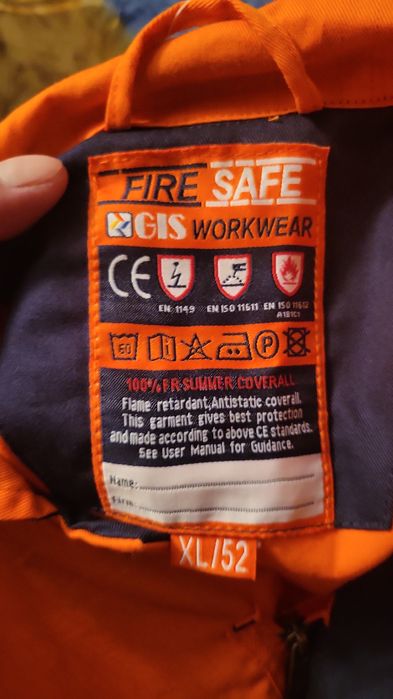 FIRE SAFE
GIS WORKWEAR
CE
EN: 1149 EN ISO 11611 EN ISO 11612
A1B1C1
60 P
100% FR-SUMMER COVERALL
Flame retardant,Antistatic coverall.
This garment gives best protection
and made according to above CE standards.
See User Manual for Guidance.
Name:
XL/52